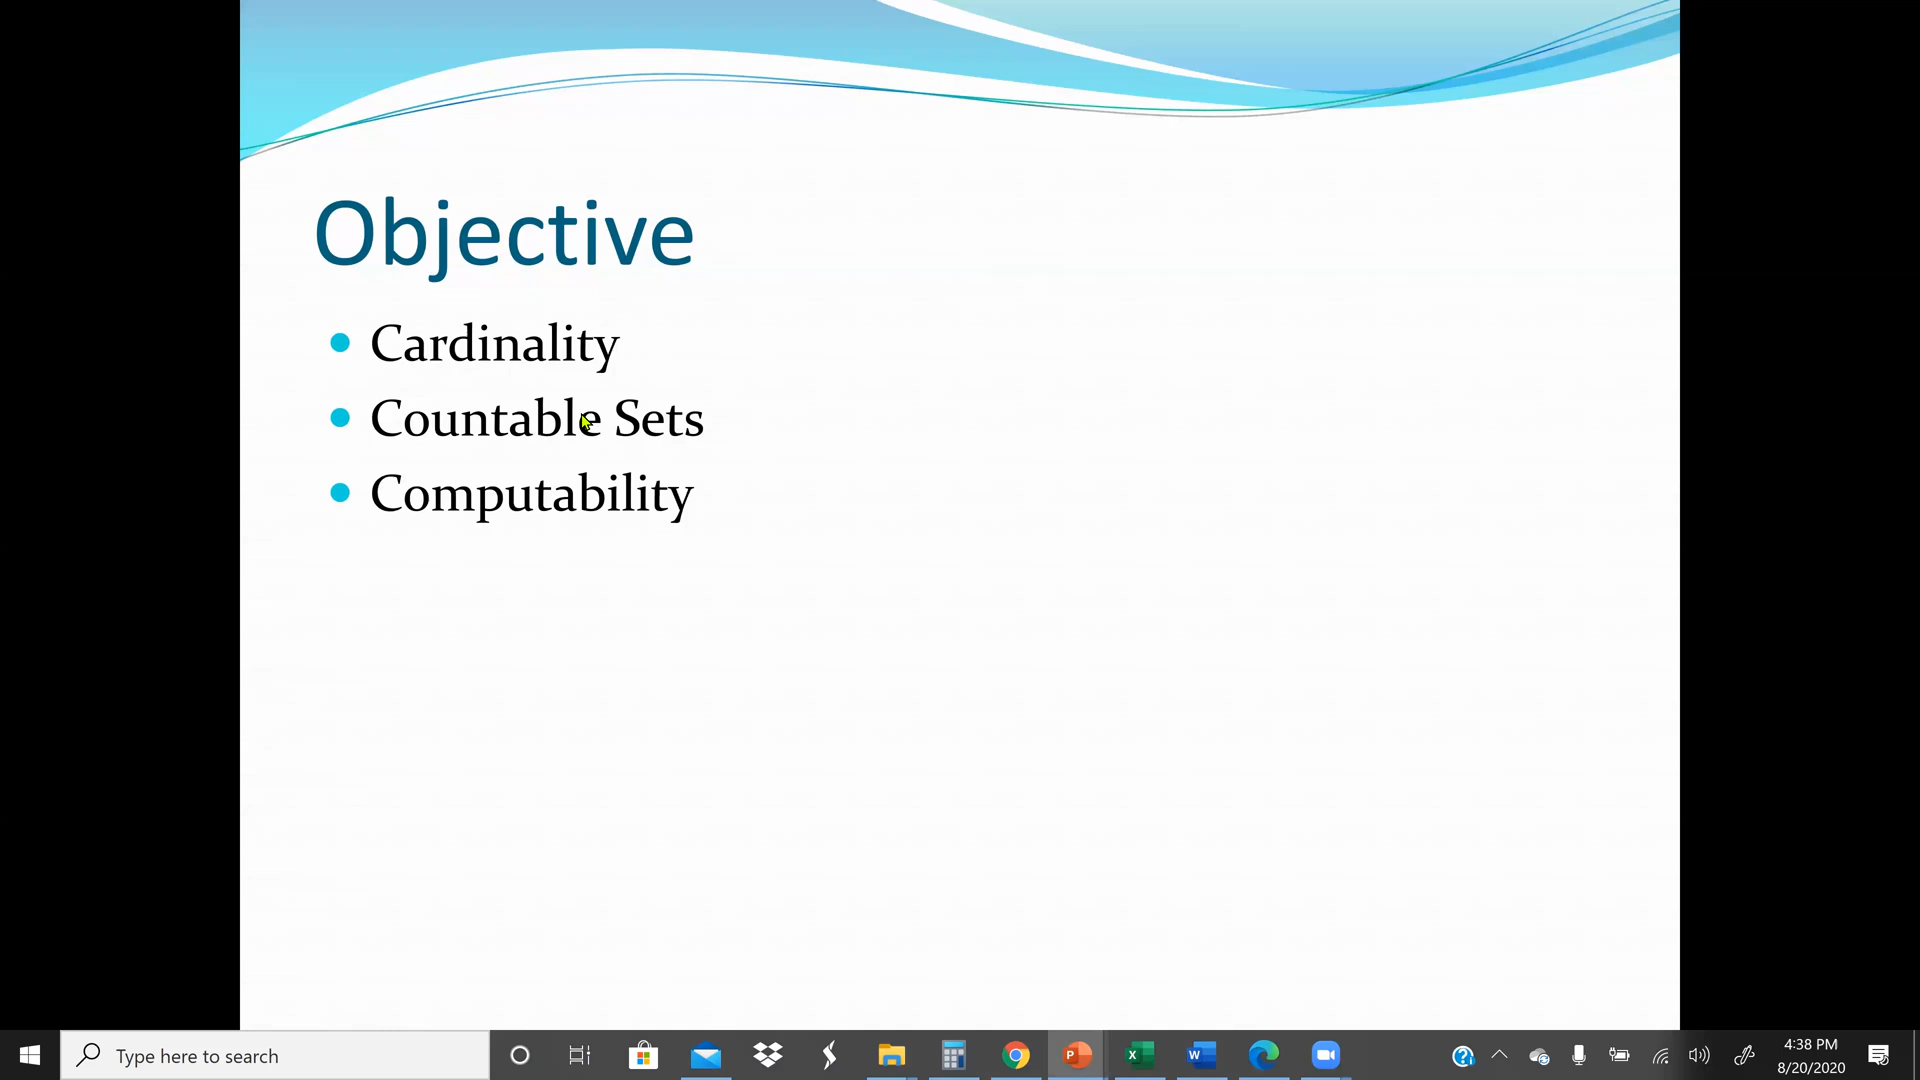 Objective
Cardinality
Countable Sets
Computability
Type here to search
4:38 PM
8/20/2020